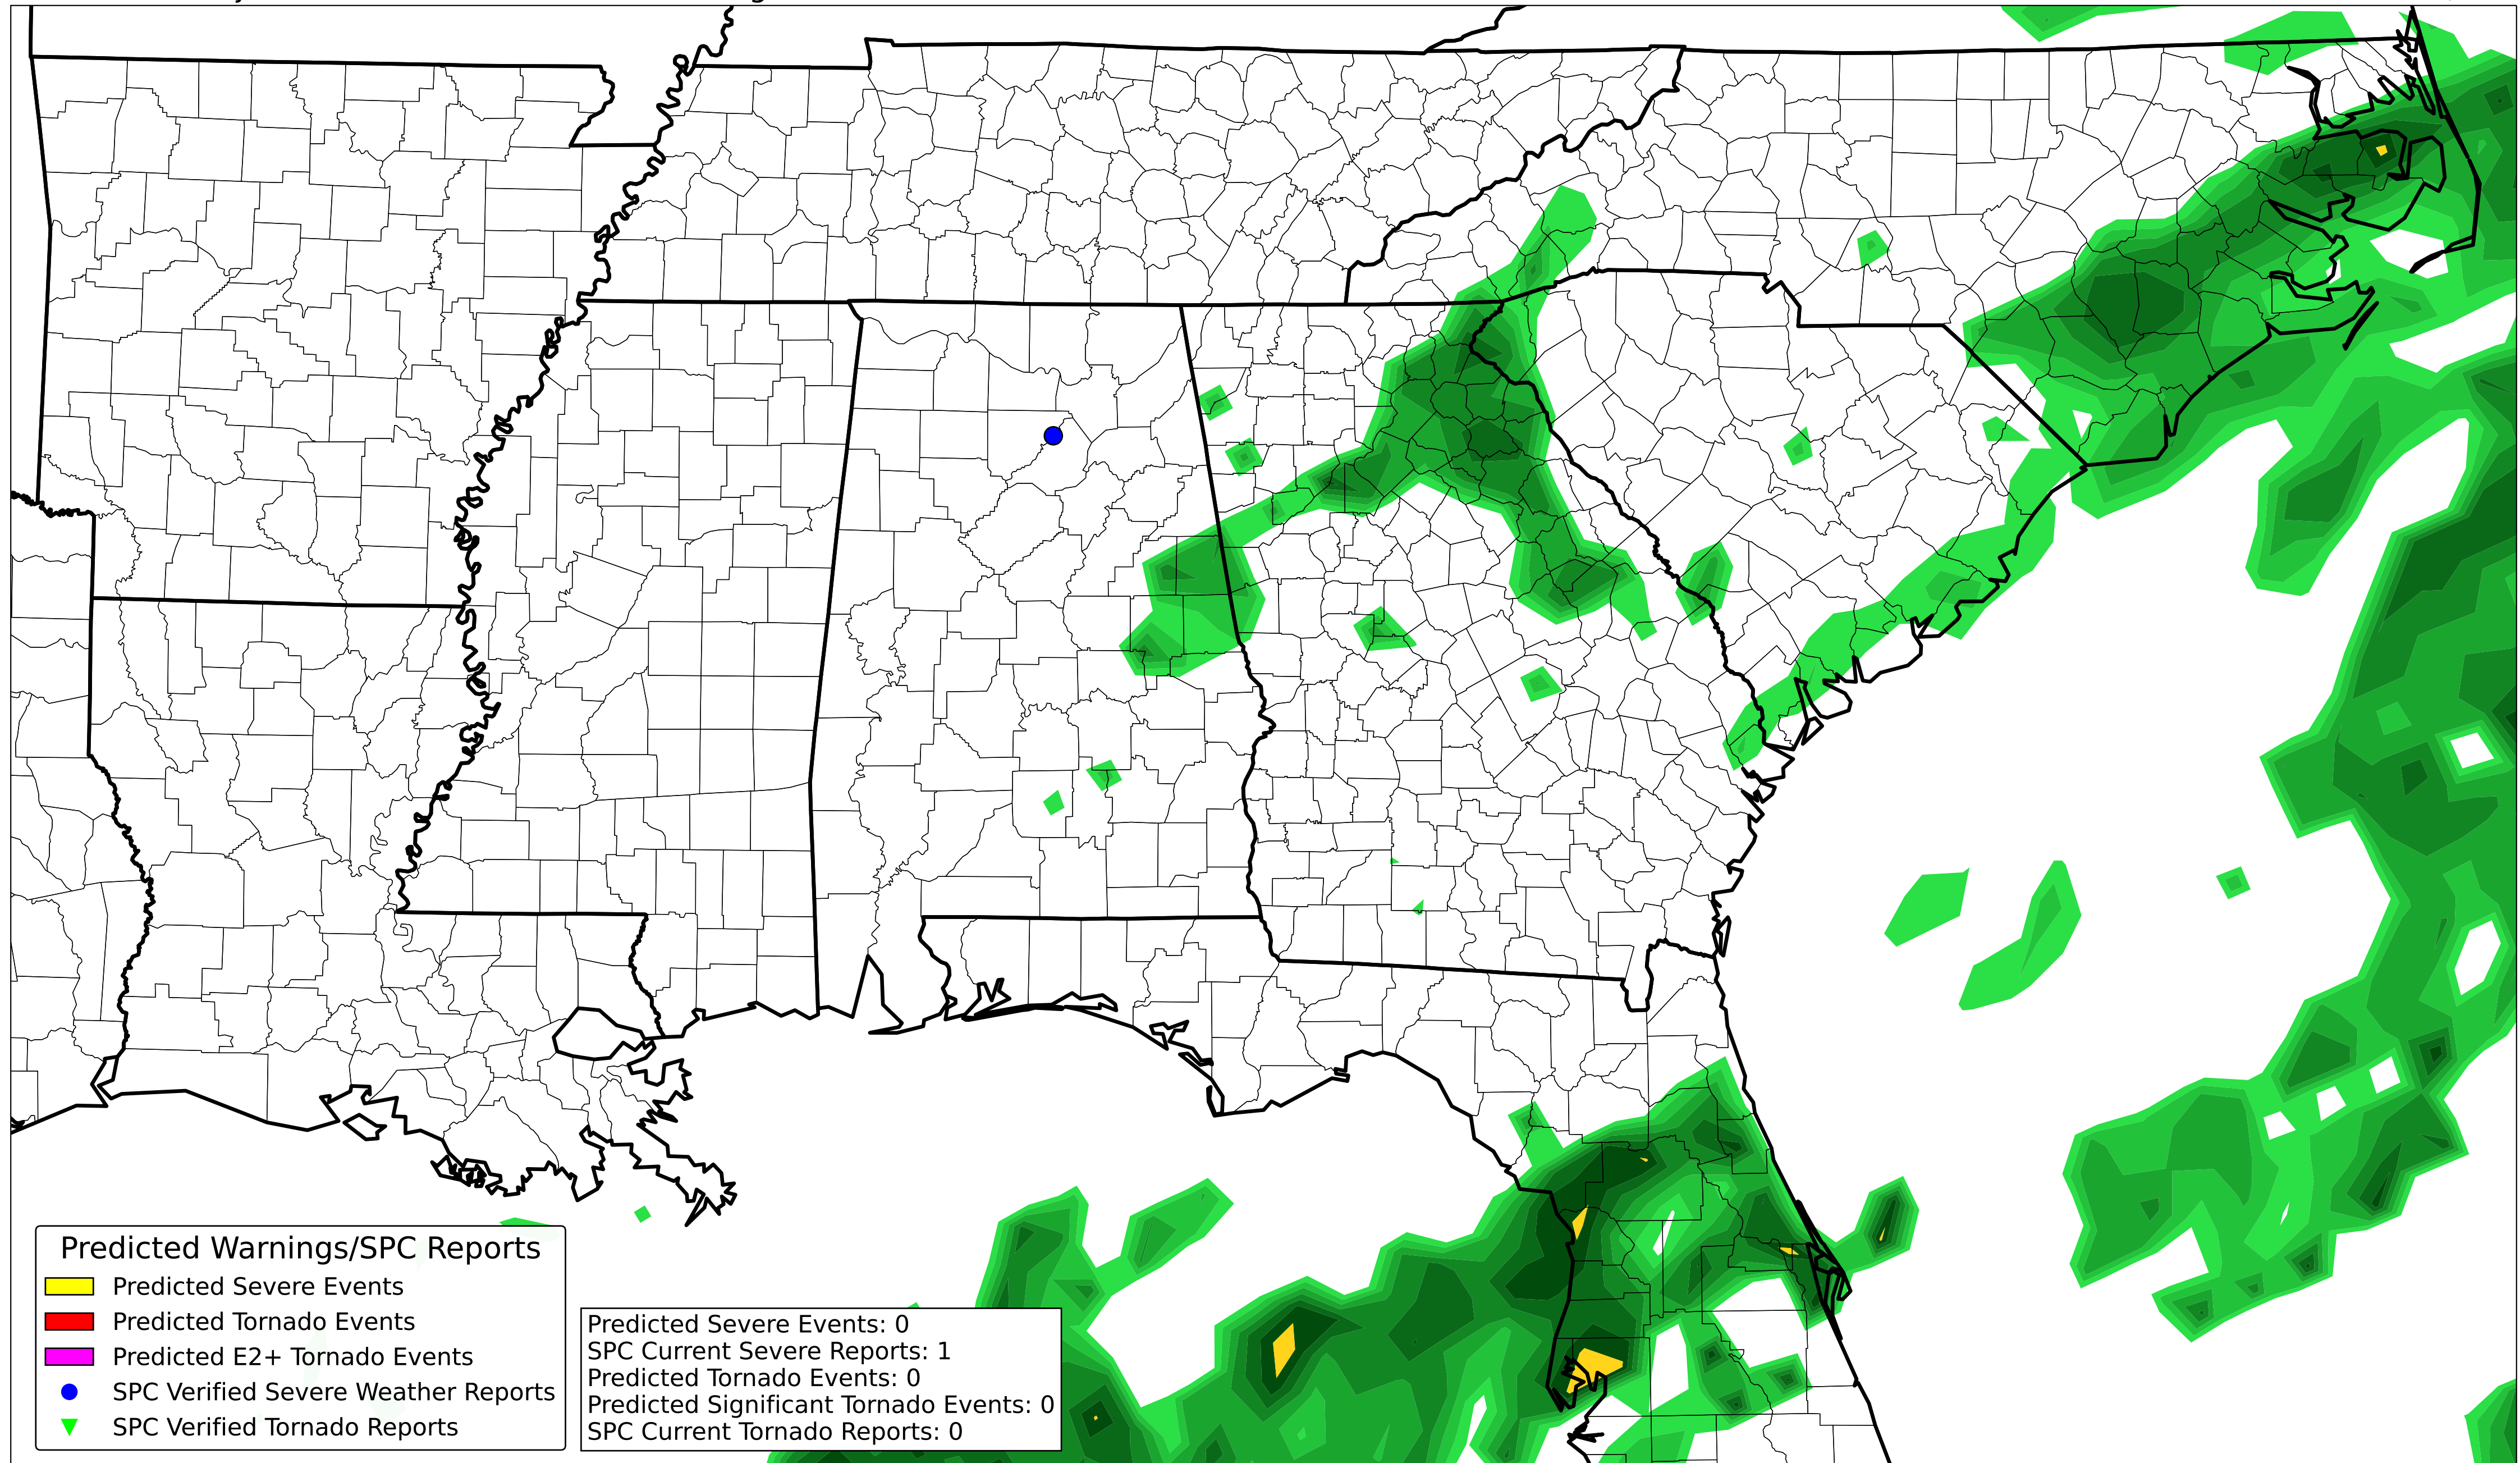 Predicted Warnings/SPC Reports
Predicted Severe Events
Predicted Tornado Events
Predicted E2+ Tornado Events
SPC Verified Severe Weather Reports
SPC Verified Tornado Reports
Predicted Severe Events: 0
SPC Current Severe Reports: 1
Predicted Tornado Events: 0
Predicted Significant Tornado Events: 0
SPC Current Tornado Reports: 0